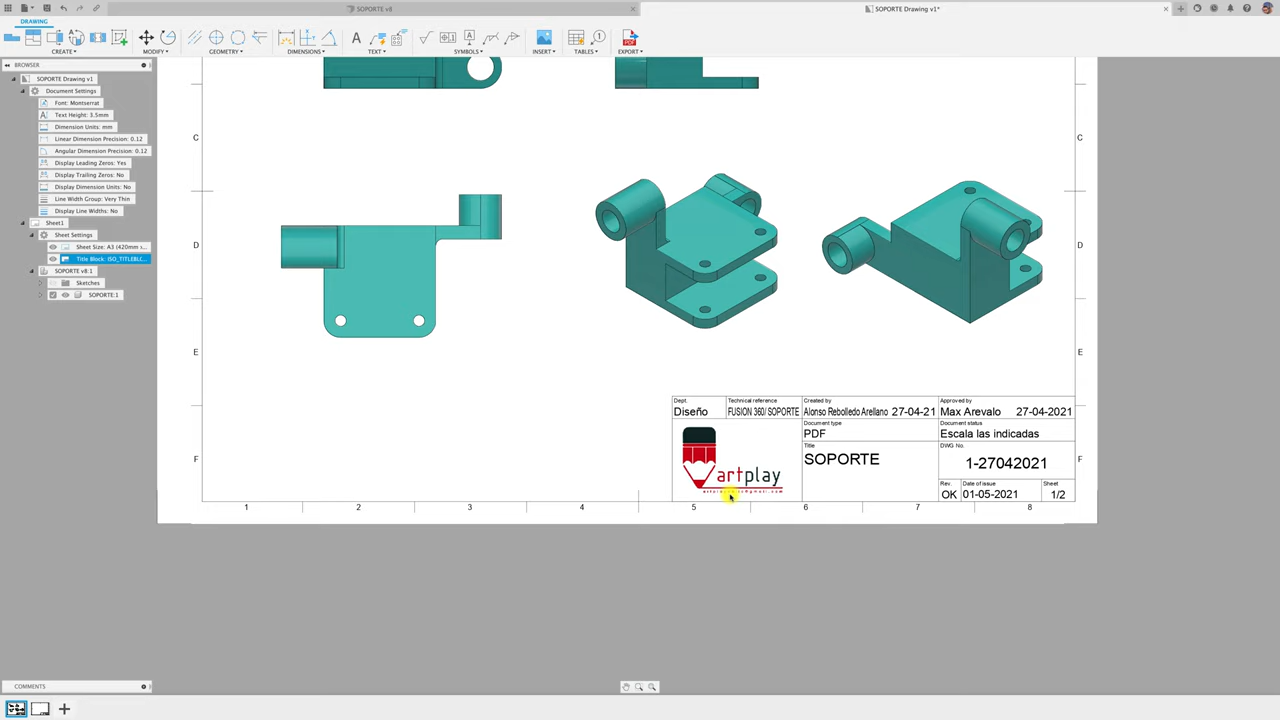 SOPORTE v8
SOPORTE Drawing v1*
DRAWING
CREATE
MODIFY
GEOMETRY
DIMENSIONS
TEXT
SYMBOLS
INSERT
TABLES
EXPORT
PDF
BROWSER
SOPORTE Drawing v1
Document Settings
Font: Montserrat
Text Height: 3.5mm
Dimension Units: mm
Linear Dimension Precision: 0.12
Angular Dimension Precision: 0.12
Display Leading Zeros: Yes
Display Trailing Zeros: No
Display Dimension Units: No
Line Width Group: Very Thin
Display Line Widths: No
Sheet1
Sheet Settings
Sheet Size: A3 (420mm x...
Title Block: (ISO_TITLEBLC...
SOPORTE v8:1
Sketches
SOPORTE:1
C
C
D
D
E
E
F
F
Dept.
Technical reference
Created by
Approved by
Diseño
FUSION 360/ SOPORTE
Alonso Rebolledo Arellano 27-04-21
Max Arevalo 27-04-2021
Document type
Document status
PDF
Escala las indicadas
Title
DWG No.
SOPORTE
1-27042021
artplay
Rev.
Date of issue
Sheet
OK
01-05-2021
1/2
1 2 3 4 5 6 7 8
COMMENTS